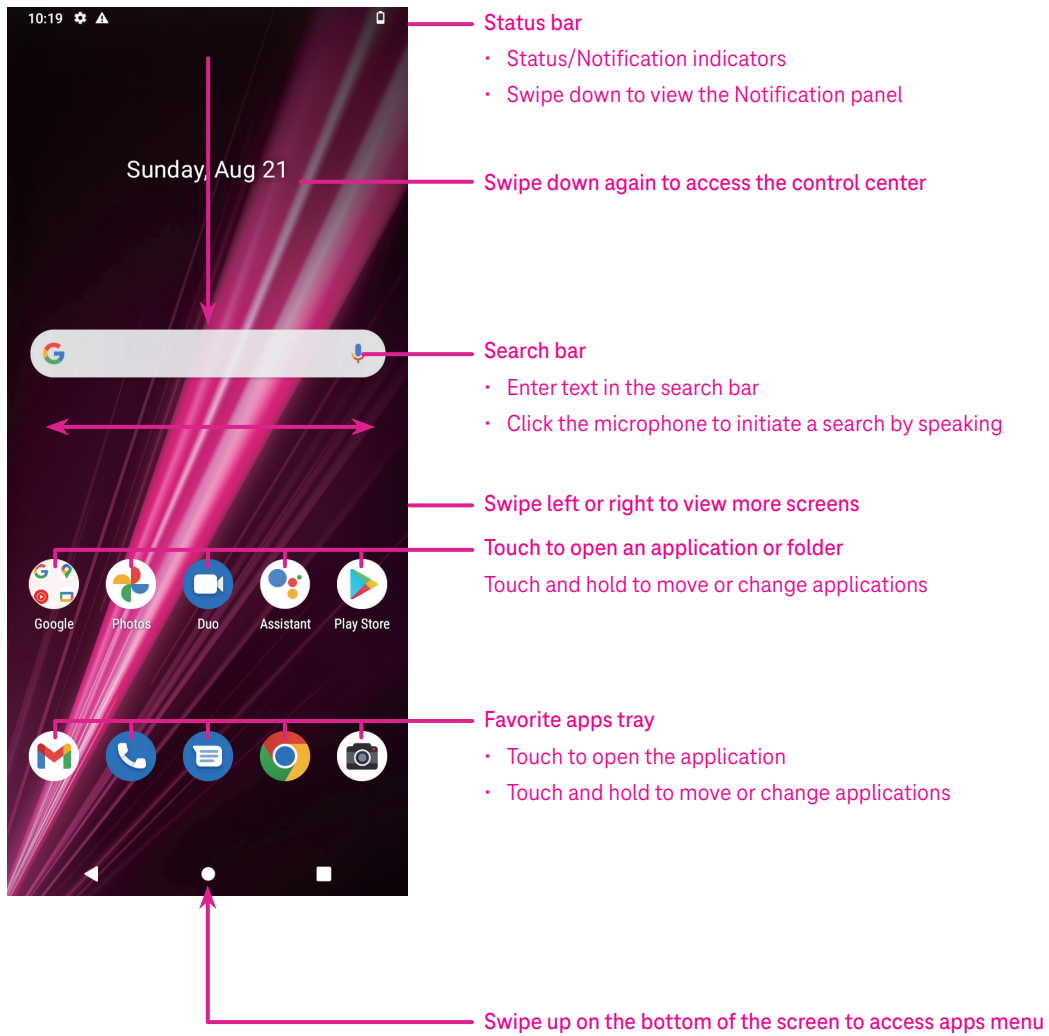 10:19
Status bar
· Status/Notification indicators
· Swipe down to view the Notification panel
Sunday, Aug 21
Swipe down again to access the control center
Search bar
· Enter text in the search bar
· Click the microphone to initiate a search by speaking
Swipe left or right to view more screens
Touch to open an application or folder
Touch and hold to move or change applications
Google Photos Duo Assistant Play Store
Favorite apps tray
· Touch to open the application
· Touch and hold to move or change applications
Swipe up on the bottom of the screen to access apps menu